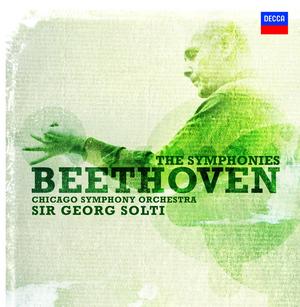 DECCA
THE SYMPHONIES
BEETHOVEN
CHICAGO SYMPHONY ORCHESTRA
SIR GEORG SOLTI